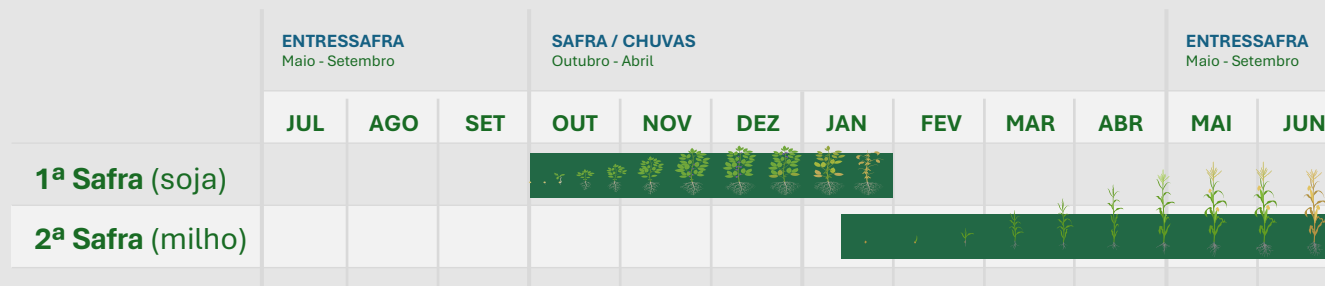 ENTRESSAFRA
Maio - Setembro
SAFRA / CHUVAS
Outubro - Abril
ENTRESSAFRA
Maio - Setembro
JUL AGO SET OUT NOV DEZ JAN FEV MAR ABR MAI JUN
1ª Safra (soja)
2ª Safra (milho)